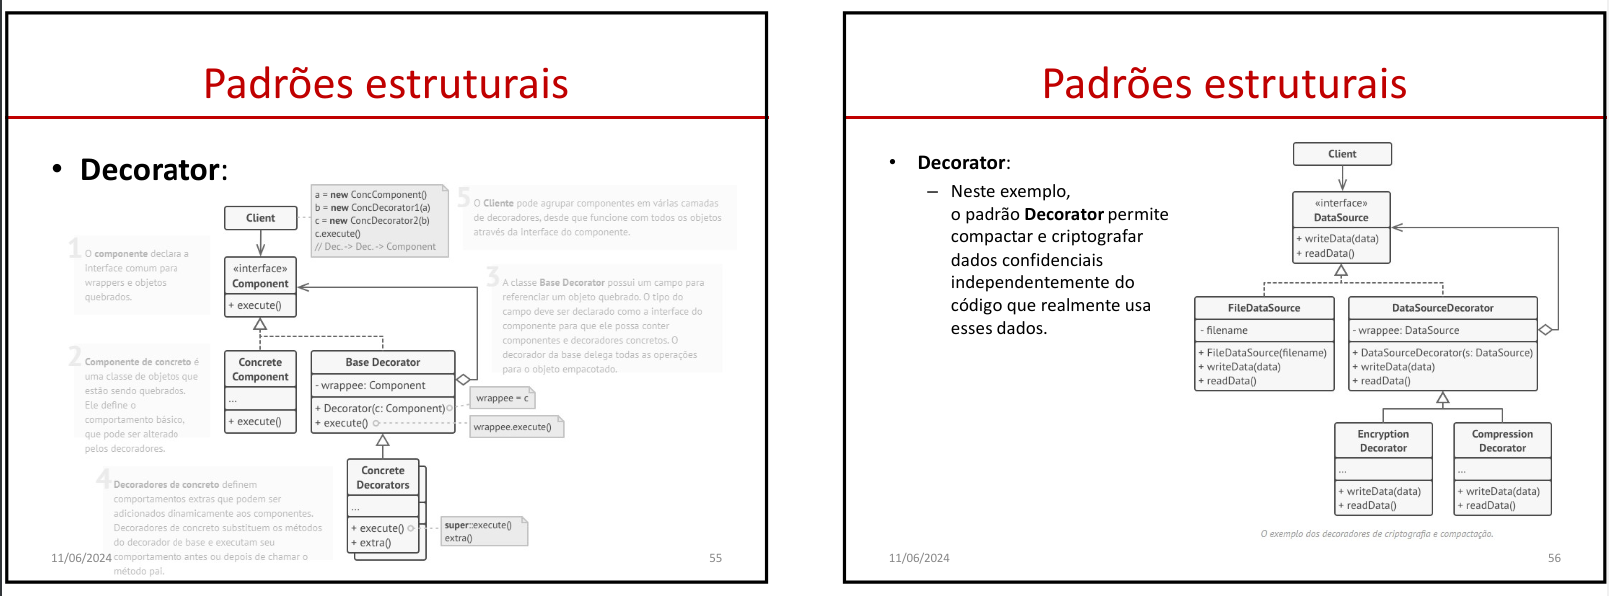 Padrões estruturais
• Decorator:
a = new ConcComponent()
b = new ConcDecorator1(a)
c = new ConcDecorator2(b)
c.execute()
// Dec. -> Dec. -> Component
Client
5
O Cliente pode agrupar componentes em várias camadas
de decoradores, desde que funcione com todos os objetos
através da interface do componente.
1
O componente declara a
interface comum para
wrappers e objetos
quebrados.
«interface»
Component
+ execute()
3
A classe Base Decorator possui um campo para
referenciar um objeto quebrado. O tipo do
campo deve ser declarado como a interface do
componente para que ele possa conter
componentes e decoradores concretos. O
decorador da base delega todas as operações
para o objeto empacotado.
2
Componente de concreto é
uma classe de objetos que
estão sendo quebrados.
Ele define o
comportamento básico,
que pode ser alterado
pelos decoradores.
Concrete
Component
...
+ execute()
Base Decorator
- wrappee: Component
+ Decorator(c: Component)
+ execute()
wrappee = c
wrappee.execute()
4
Decoradores de concreto definem
comportamentos extras que podem ser
adicionados dinamicamente aos componentes.
Decoradores de concreto substituem os métodos
do decorador de base e executam seu
comportamento antes ou depois de chamar o
método pai.
Concrete
Decorators
...
+ execute()
+ extra()
super::execute()
extra()
11/06/2024
55
Padrões estruturais
• Decorator:
– Neste exemplo,
o padrão Decorator permite
compactar e criptografar
dados confidenciais
independentemente do
código que realmente usa
esses dados.
Client
«interface»
DataSource
+ writeData(data)
+ readData()
FileDataSource
- filename
+ FileDataSource(filename)
+ writeData(data)
+ readData()
DataSourceDecorator
- wrappee: DataSource
+ DataSourceDecorator(s: DataSource)
+ writeData(data)
+ readData()
Encryption
Decorator
...
+ writeData(data)
+ readData()
Compression
Decorator
...
+ writeData(data)
+ readData()
O exemplo dos decoradores de criptografia e compactação.
11/06/2024
56